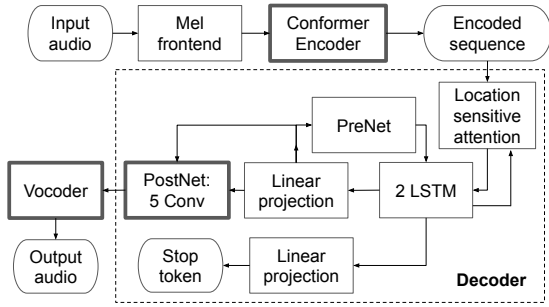 Input
audio
Mel
frontend
Conformer
Encoder
Encoded
sequence
Location
sensitive
attention
PreNet
Vocoder
PostNet:
5 Conv
Linear
projection
2 LSTM
Output
audio
Stop
token
Linear
projection
Decoder